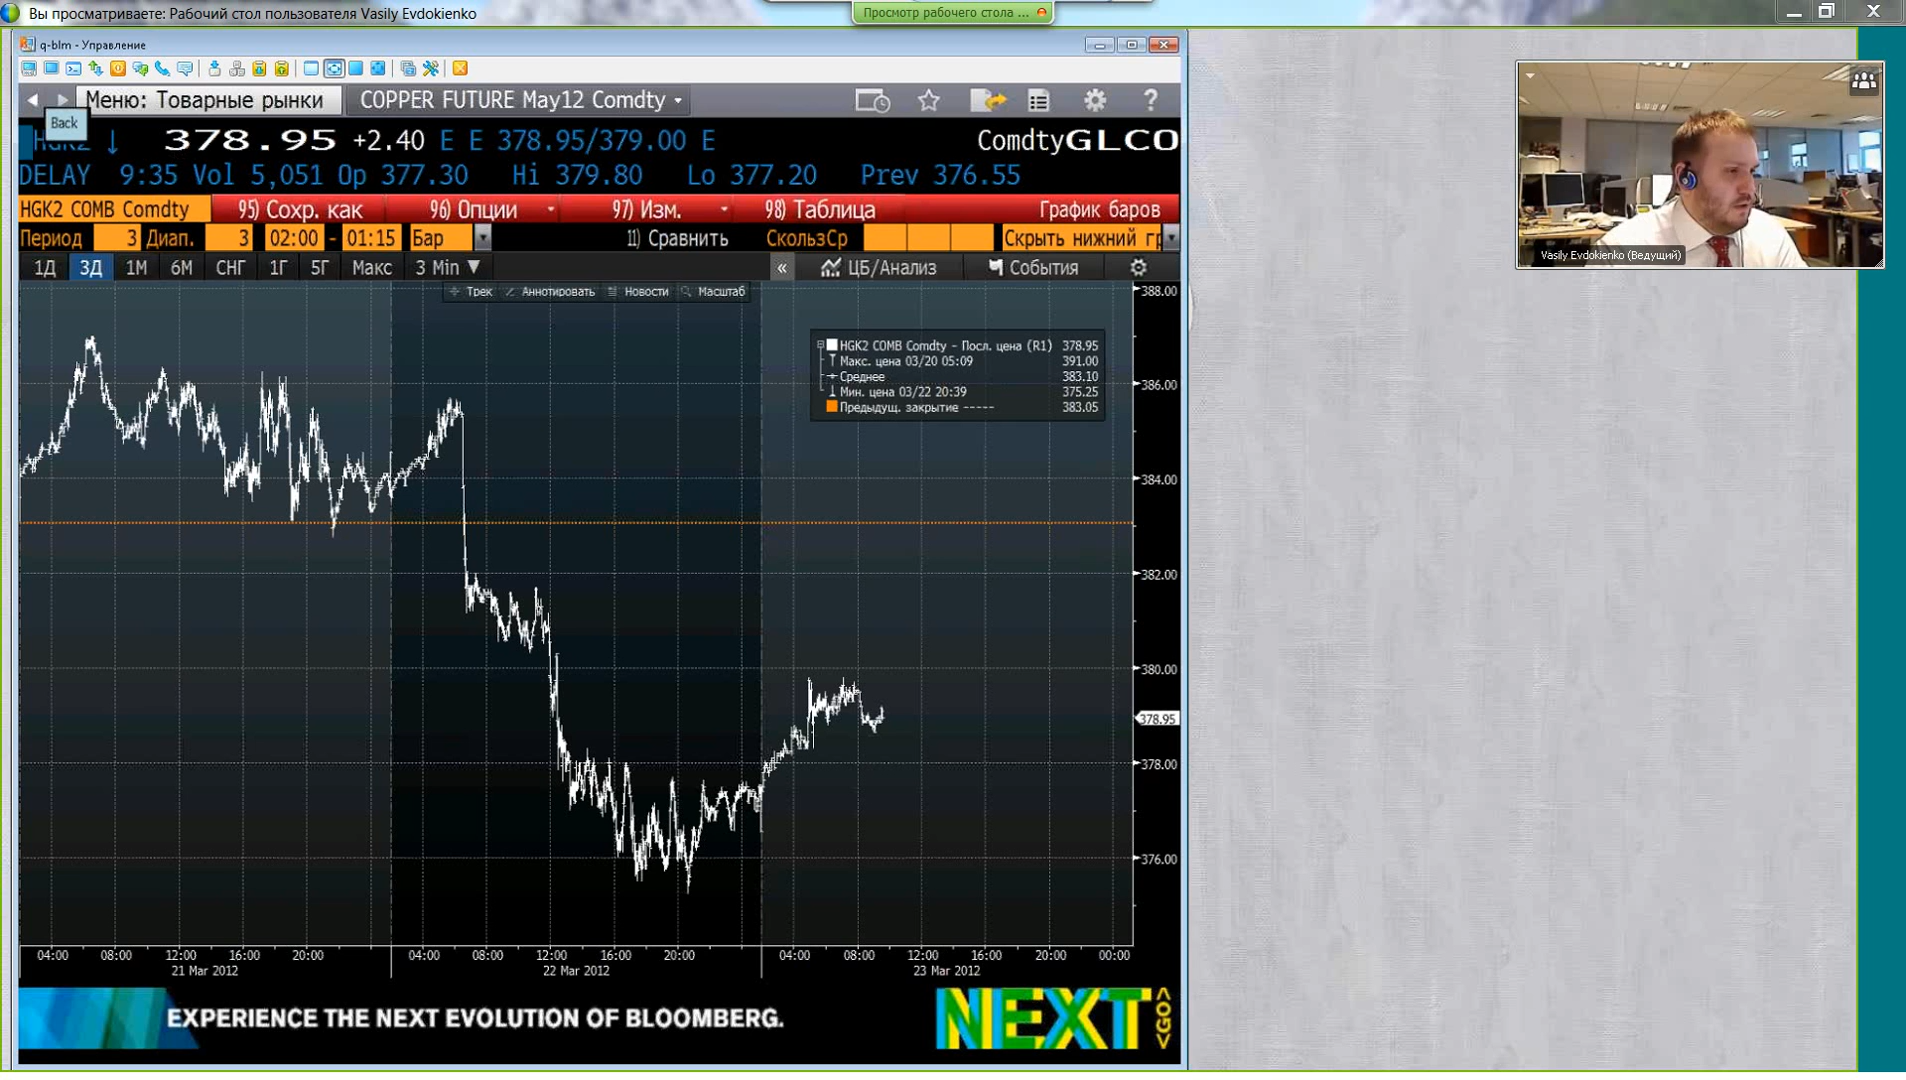 Вы просматриваете: Рабочий стол пользователя Vasily Evdokienko
Просмотр рабочего стола ...
q-blm - Управление
Меню: Товарные рынки
COPPER FUTURE May12 Comdty
?
Back
HGK2 ↓ 378.95 +2.40 E E 378.95/379.00 E
ComdtyGLCO
DELAY 9:35 Vol 5,051 Op 377.30 Hi 379.80 Lo 377.20 Prev 376.55
HGK2 COMB Comdty 95) Сохр. как 96) Опции 97) Изм. 98) Таблица График баров
Период 3 Диап. 3 02:00 - 01:15 Бар 11) Сравнить СкользСр Скрыть нижний гр
1Д 3Д 1М 6М СНГ 1Г 5Г Макс 3 Min ▼ « ЦБ/Анализ События
Трек Аннотировать Новости Масштаб
HGK2 COMB Comdty - Посл. цена (R1) 378.95
Макс. цена 03/20 05:09 391.00
Среднее 383.10
Мин. цена 03/22 20:39 375.25
Предыдущ. закрытие ----- 383.05
388.00
386.00
384.00
382.00
380.00
378.95
378.00
376.00
04:00 08:00 12:00 16:00 20:00 04:00 08:00 12:00 16:00 20:00 04:00 08:00 12:00 16:00 20:00 00:00
21 Mar 2012 22 Mar 2012 23 Mar 2012
EXPERIENCE THE NEXT EVOLUTION OF BLOOMBERG.
NEXT
<GO>
Vasily Evdokienko (Ведущий)